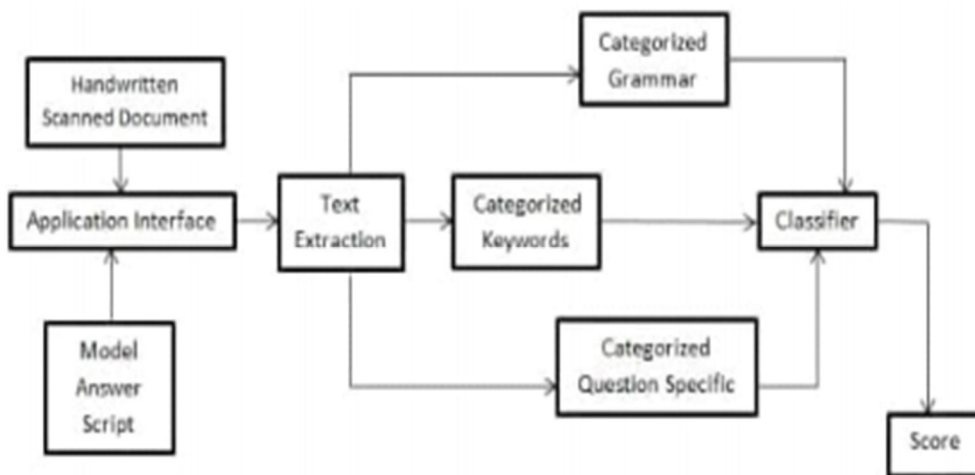 Handwritten
Scanned Document
Application Interface
Model
Answer
Script
Text
Extraction
Categorized
Grammar
Categorized
Keywords
Categorized
Question Specific
Classifier
Score